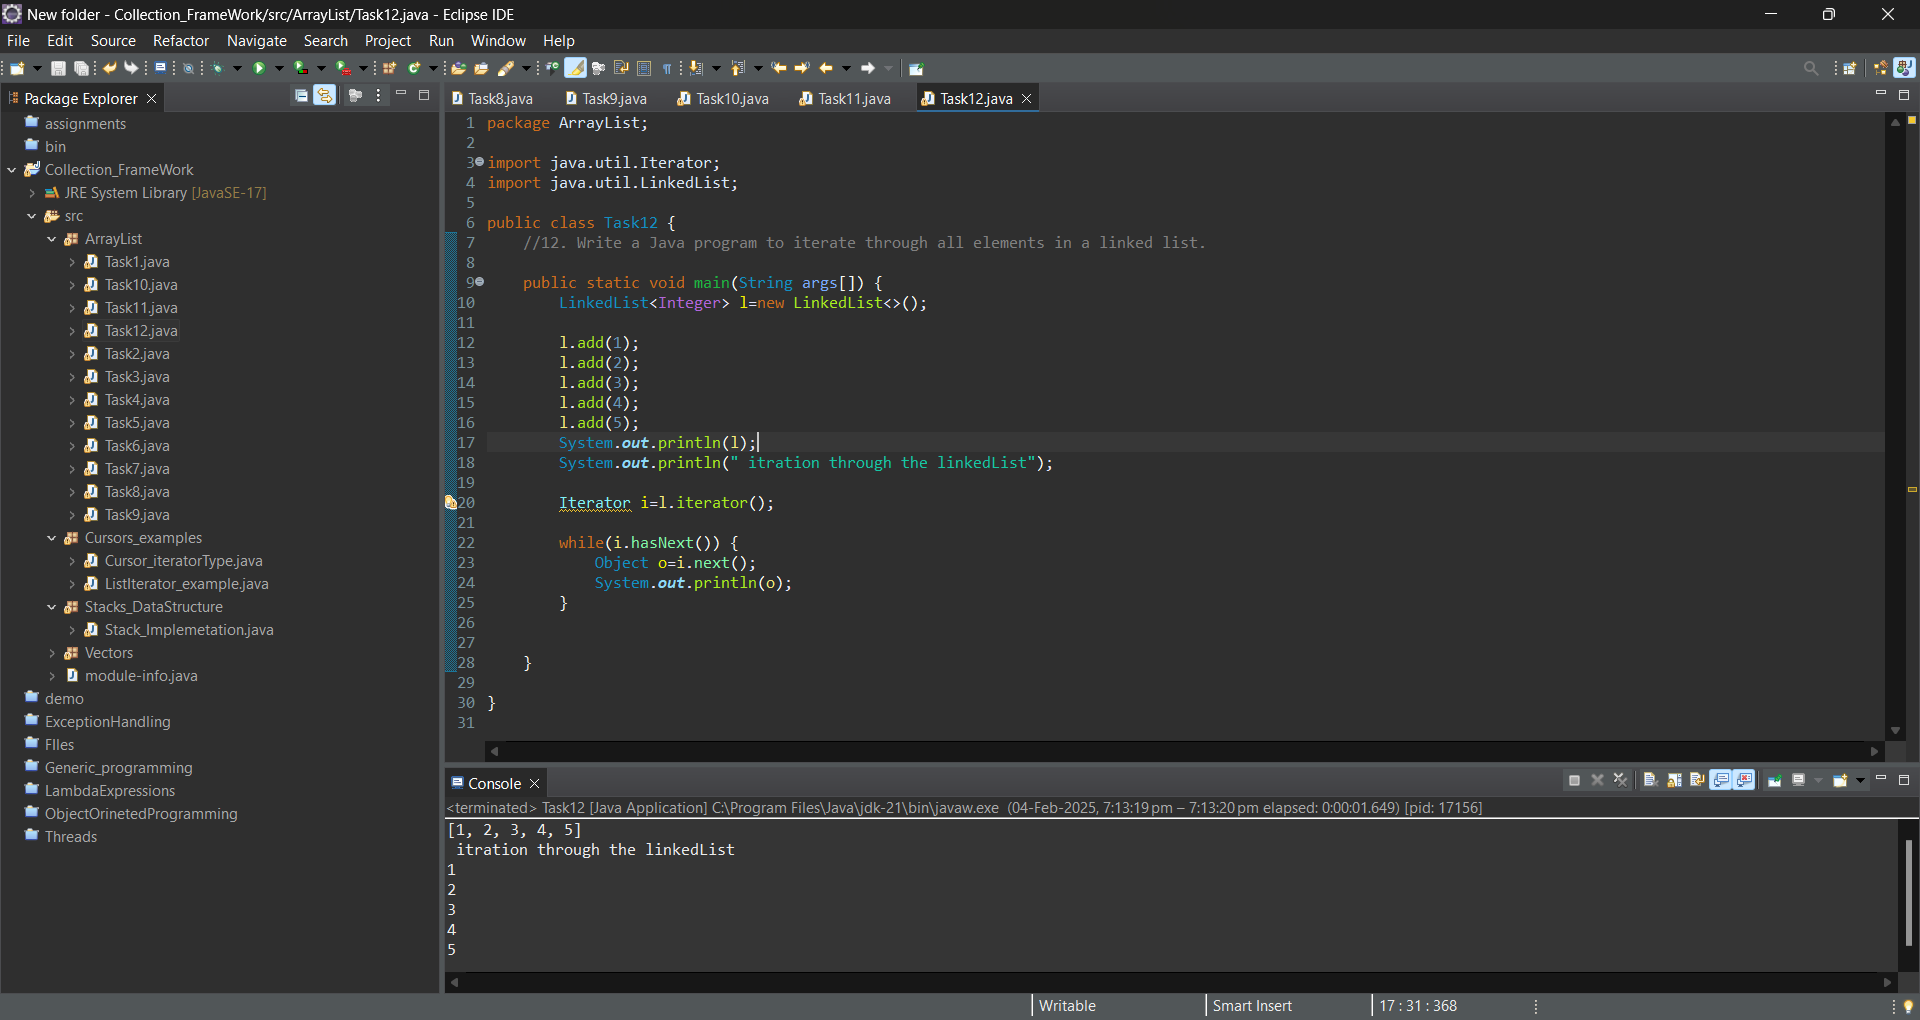 New folder - Collection_FrameWork/src/ArrayList/Task12.java - Eclipse IDE
File Edit Source Refactor Navigate Search Project Run Window Help
Package Explorer
assignments
bin
Collection_FrameWork
JRE System Library [JavaSE-17]
src
ArrayList
Task1.java
Task10.java
Task11.java
Task12.java
Task2.java
Task3.java
Task4.java
Task5.java
Task6.java
Task7.java
Task8.java
Task9.java
Cursors_examples
Cursor_iteratorType.java
ListIterator_example.java
Stacks_DataStructure
Stack_Implemetation.java
Vectors
module-info.java
demo
ExceptionHandling
FIles
Generic_programming
LambdaExpressions
ObjectOrinetedProgramming
Threads
Task8.java Task9.java Task10.java Task11.java Task12.java
1 package ArrayList;
2
3 import java.util.Iterator;
4 import java.util.LinkedList;
5
6 public class Task12 {
7 //12. Write a Java program to iterate through all elements in a linked list.
8
9 public static void main(String args[]) {
10 LinkedList<Integer> l=new LinkedList<>();
11
12 l.add(1);
13 l.add(2);
14 l.add(3);
15 l.add(4);
16 l.add(5);
17 System.out.println(l);
18 System.out.println(" itration through the linkedList");
19
20 Iterator i=l.iterator();
21
22 while(i.hasNext()) {
23 Object o=i.next();
24 System.out.println(o);
25 }
26
27
28 }
29
30 }
31
Console
<terminated> Task12 [Java Application] C:\Program Files\Java\jdk-21\bin\javaw.exe (04-Feb-2025, 7:13:19 pm – 7:13:20 pm elapsed: 0:00:01.649) [pid: 17156]
[1, 2, 3, 4, 5]
itration through the linkedList
1
2
3
4
5
Writable Smart Insert 17 : 31 : 368